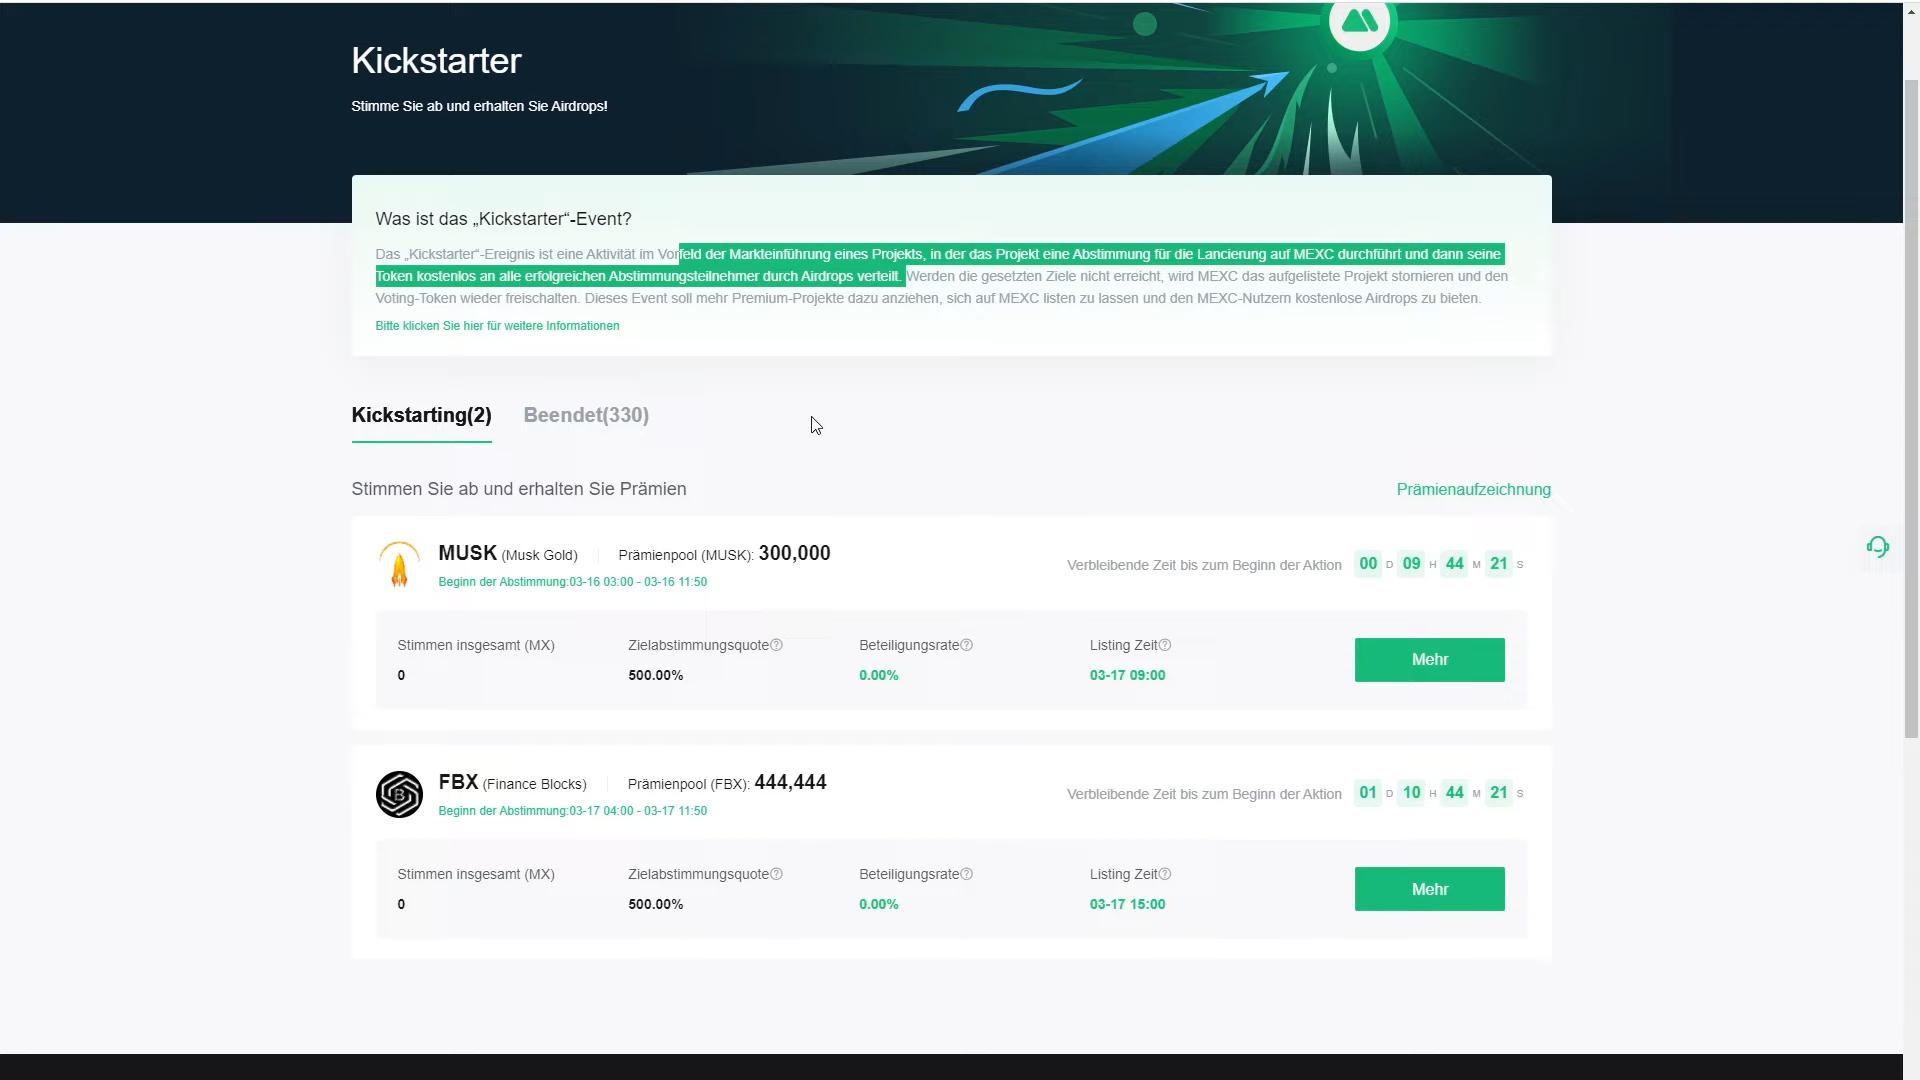 Kickstarter
Stimme Sie ab und erhalten Sie Airdrops!
Was ist das „Kickstarter“-Event?
Das „Kickstarter“-Ereignis ist eine Aktivität im Vorfeld der Markteinführung eines Projekts, in der das Projekt eine Abstimmung für die Lancierung auf MEXC durchführt und dann seine
Token kostenlos an alle erfolgreichen Abstimmungsteilnehmer durch Airdrops verteilt. Werden die gesetzten Ziele nicht erreicht, wird MEXC das aufgelistete Projekt stornieren und den
Voting-Token wieder freischalten. Dieses Event soll mehr Premium-Projekte dazu anziehen, sich auf MEXC listen zu lassen und den MEXC-Nutzern kostenlose Airdrops zu bieten.
Bitte klicken Sie hier für weitere Informationen
Kickstarting(2) Beendet(330)
Stimmen Sie ab und erhalten Sie Prämien Prämienaufzeichnung
MUSK (Musk Gold) Prämienpool (MUSK): 300,000
Beginn der Abstimmung:03-16 03:00 - 03-16 11:50
Verbleibende Zeit bis zum Beginn der Aktion 00 D 09 H 44 M 21 S
Stimmen insgesamt (MX) Zielabstimmungsquote Beteiligungsrate Listing Zeit
0 500.00% 0.00% 03-17 09:00
Mehr
FBX (Finance Blocks) Prämienpool (FBX): 444,444
Beginn der Abstimmung:03-17 04:00 - 03-17 11:50
Verbleibende Zeit bis zum Beginn der Aktion 01 D 10 H 44 M 21 S
Stimmen insgesamt (MX) Zielabstimmungsquote Beteiligungsrate Listing Zeit
0 500.00% 0.00% 03-17 15:00
Mehr